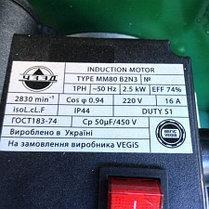 INDUCTION MOTOR
TYPE MM80 B2N3 №
1PH ~50 Hz 2.5 kW EFF 74%
2830 min⁻¹ Cos φ 0.94 220 V 16 A
isoL.cL.F IP44 DUTY S1
ГОСТ183-74 Cp 50μF/450 V
Вироблено в Україні
На замовлення виробника VEGIS